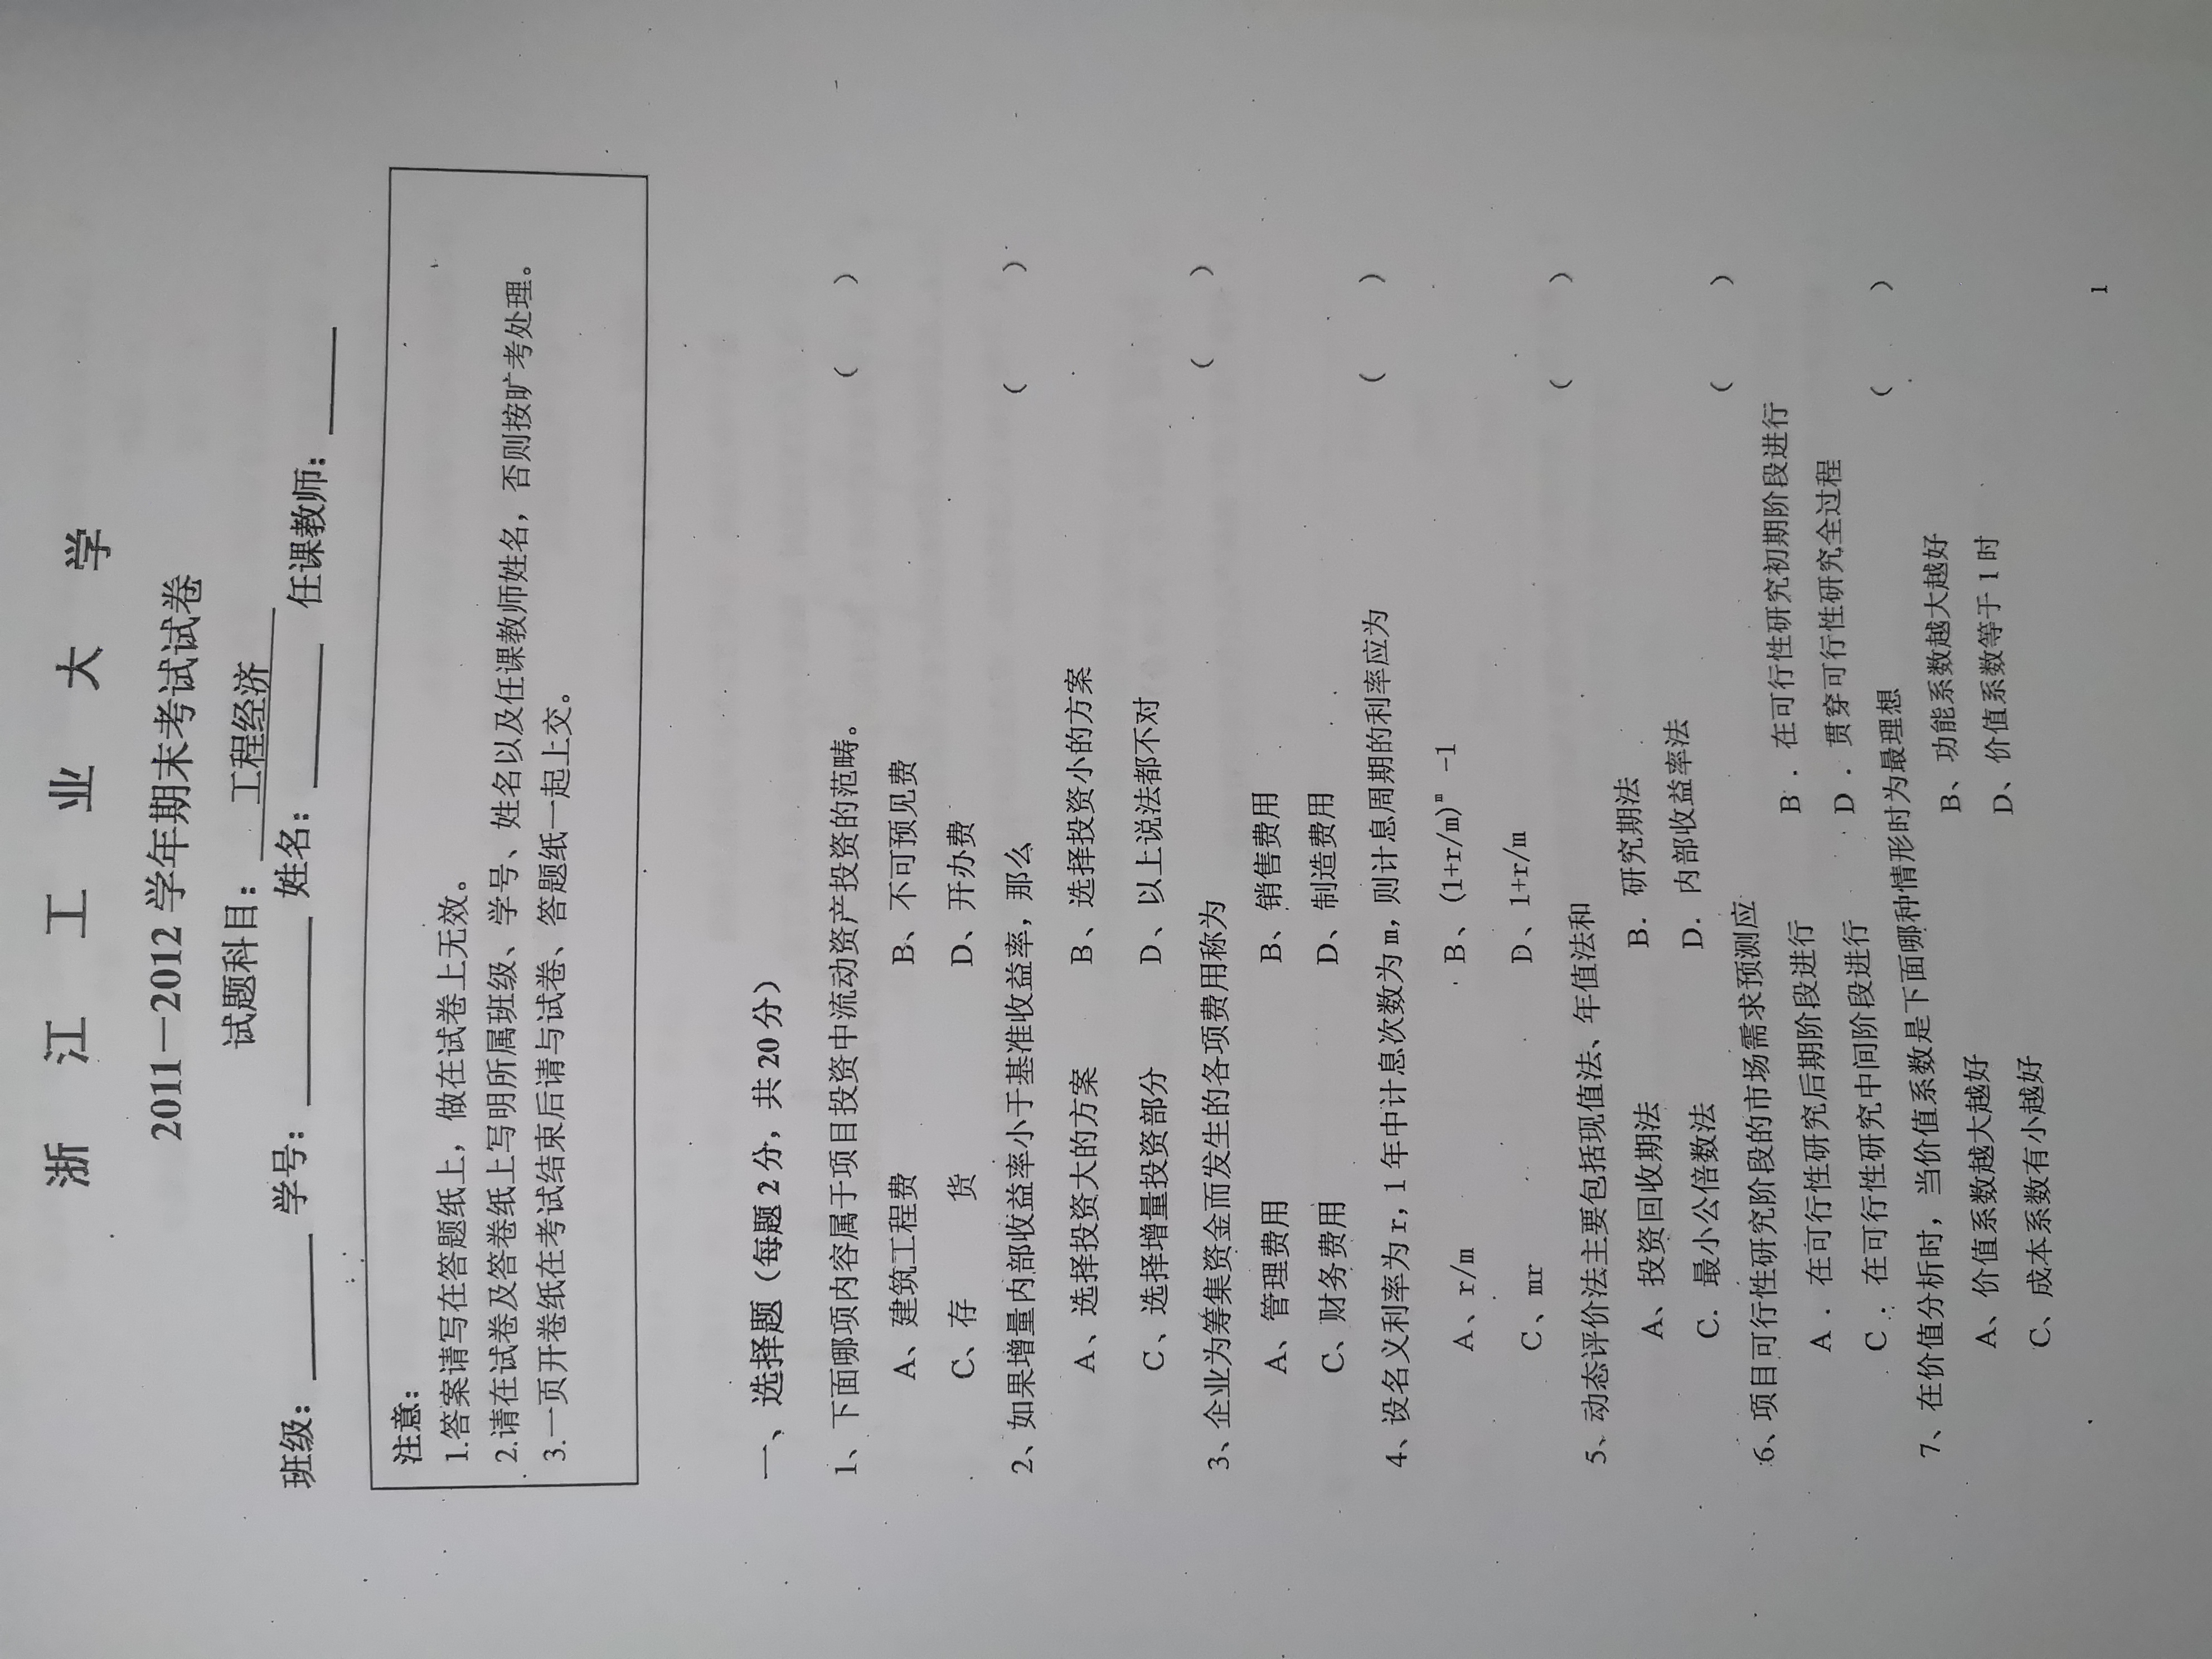 浙江工业大学
2011－2012 学年期末考试试卷
试题科目： 工程经济
班级： 学号： 姓名： 任课教师：
注意：
1.答案请写在答题纸上，做在试卷上无效。
2.请在试卷及答卷纸上写明所属班级、学号、姓名以及任课教师姓名，否则按旷考处理。
3.一页开卷纸在考试结束后请与试卷、答题纸一起上交。
一、选择题（每题 2 分，共 20 分）
1、下面哪项内容属于项目投资中流动资产投资的范畴。 （ ）
A、建筑工程费 B、不可预见费
C、存 货 D、开办费
2、如果增量内部收益率小于基准收益率，那么 （ ）
A、选择投资大的方案 B、选择投资小的方案
C、选择增量投资部分 D、以上说法都不对
3、企业为筹集资金而发生的各项费用称为 （ ）
A、管理费用 B、销售费用
C、财务费用 D、制造费用
4、设名义利率为 r，1 年中计息次数为 m，则计息周期的利率应为 （ ）
A、r/m B、(1+r/m)ᵐ -1
C、mr D、1+r/m
5、动态评价法主要包括现值法、年值法和 （ ）
A、投资回收期法 B．研究期法
C．最小公倍数法 D．内部收益率法
6、项目可行性研究阶段的市场需求预测应 （ ）
A．在可行性研究后期阶段进行 B．在可行性研究初期阶段进行
C．在可行性研究中间阶段进行 D．贯穿可行性研究全过程
7、在价值分析时，当价值系数是下面哪种情形时为最理想 （ ）
A、价值系数越大越好 B、功能系数越大越好
C、成本系数有小越好 D、价值系数等于 1 时
1